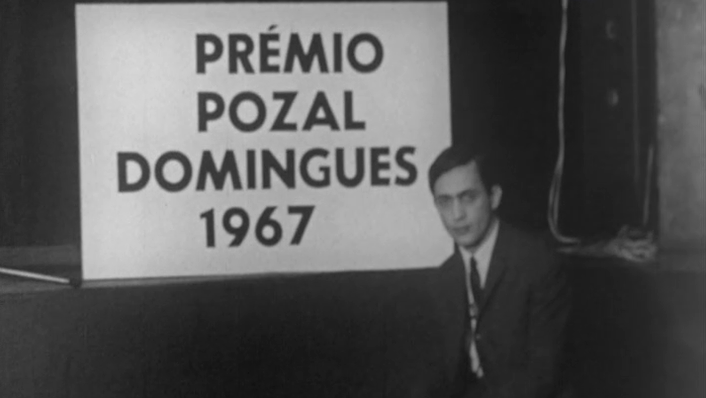 PRÉMIO
POZAL
DOMINGUES
1967